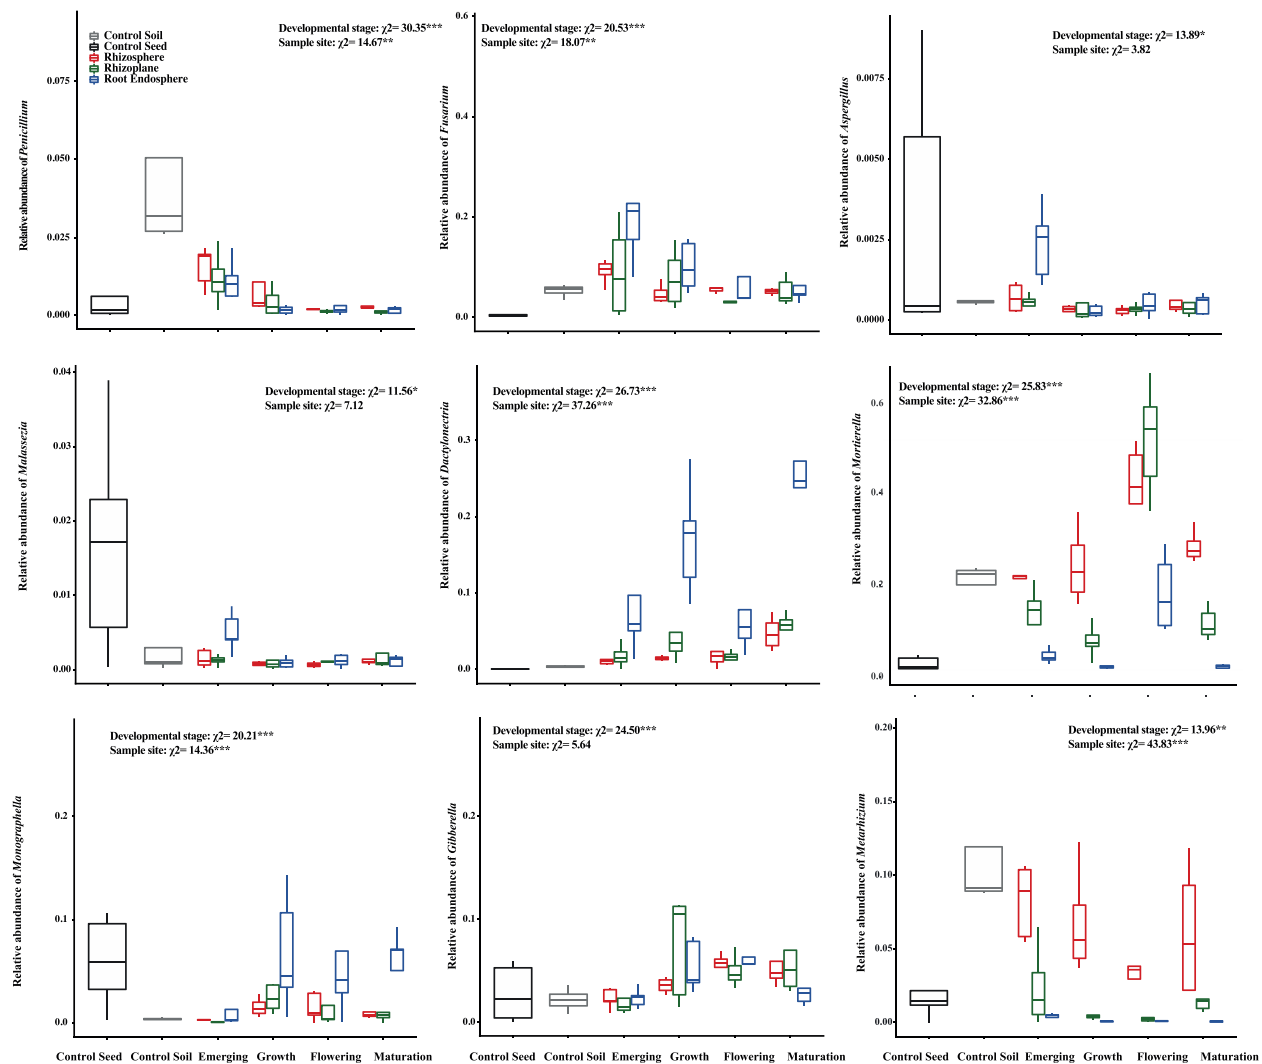 Developmental stage: χ2= 30.35***
Sample site: χ2= 14.67**
Control Soil
Control Seed
Rhizosphere
Rhizoplane
Root Endosphere
Relative abundance of Penicillium
0.075
0.050
0.025
0.000
Developmental stage: χ2= 20.53***
Sample site: χ2= 18.07**
Relative abundance of Fusarium
0.6
0.4
0.2
0.0
Developmental stage: χ2= 13.89*
Sample site: χ2= 3.82
Relative abundance of Aspergillus
0.0075
0.0050
0.0025
0.0000
Developmental stage: χ2= 11.56*
Sample site: χ2= 7.12
Relative abundance of Malassezia
0.04
0.03
0.02
0.01
0.00
Developmental stage: χ2= 26.73***
Sample site: χ2= 37.26***
Relative abundance of Dactylonectria
0.3
0.2
0.1
0.0
Developmental stage: χ2= 25.83***
Sample site: χ2= 32.86***
Relative abundance of Mortierella
0.6
0.4
0.2
0.0
Developmental stage: χ2= 20.21***
Sample site: χ2= 14.36***
Relative abundance of Monographella
0.2
0.1
0.0
Control Seed Control Soil Emerging Growth Flowering Maturation
Developmental stage: χ2= 24.50***
Sample site: χ2= 5.64
Relative abundance of Gibberella
0.2
0.1
0.0
Control Seed Control Soil Emerging Growth Flowering Maturation
Developmental stage: χ2= 13.96**
Sample site: χ2= 43.83***
Relative abundance of Metarhizium
0.20
0.15
0.10
0.05
0.00
Control Seed Control Soil Emerging Growth Flowering Maturation